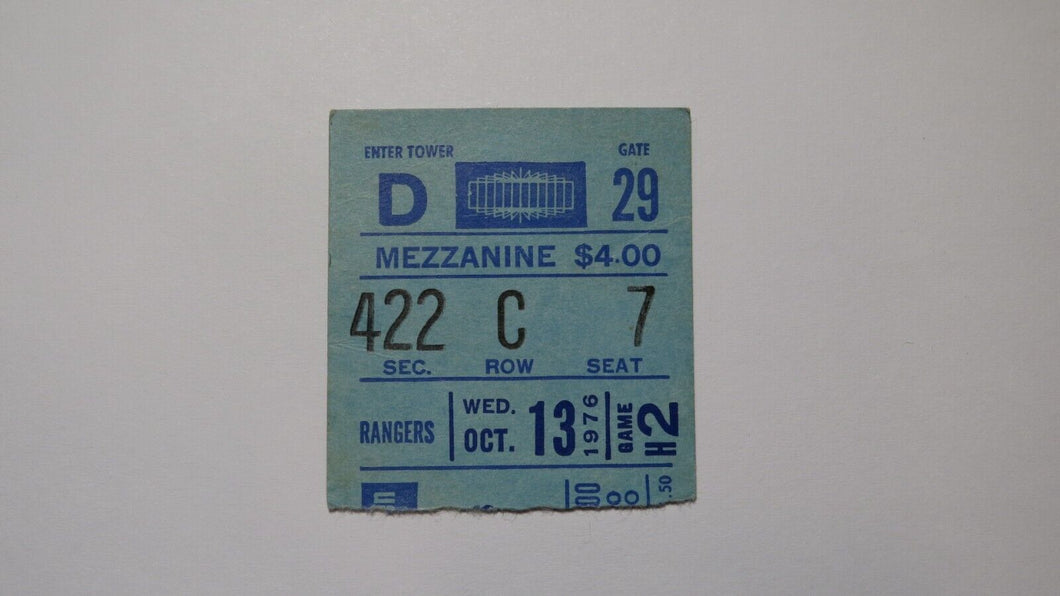 ENTER TOWER GATE
D 29
MEZZANINE $4.00
422 C 7
SEC. ROW SEAT
RANGERS WED. OCT. 13 1976 GAME H2
.50